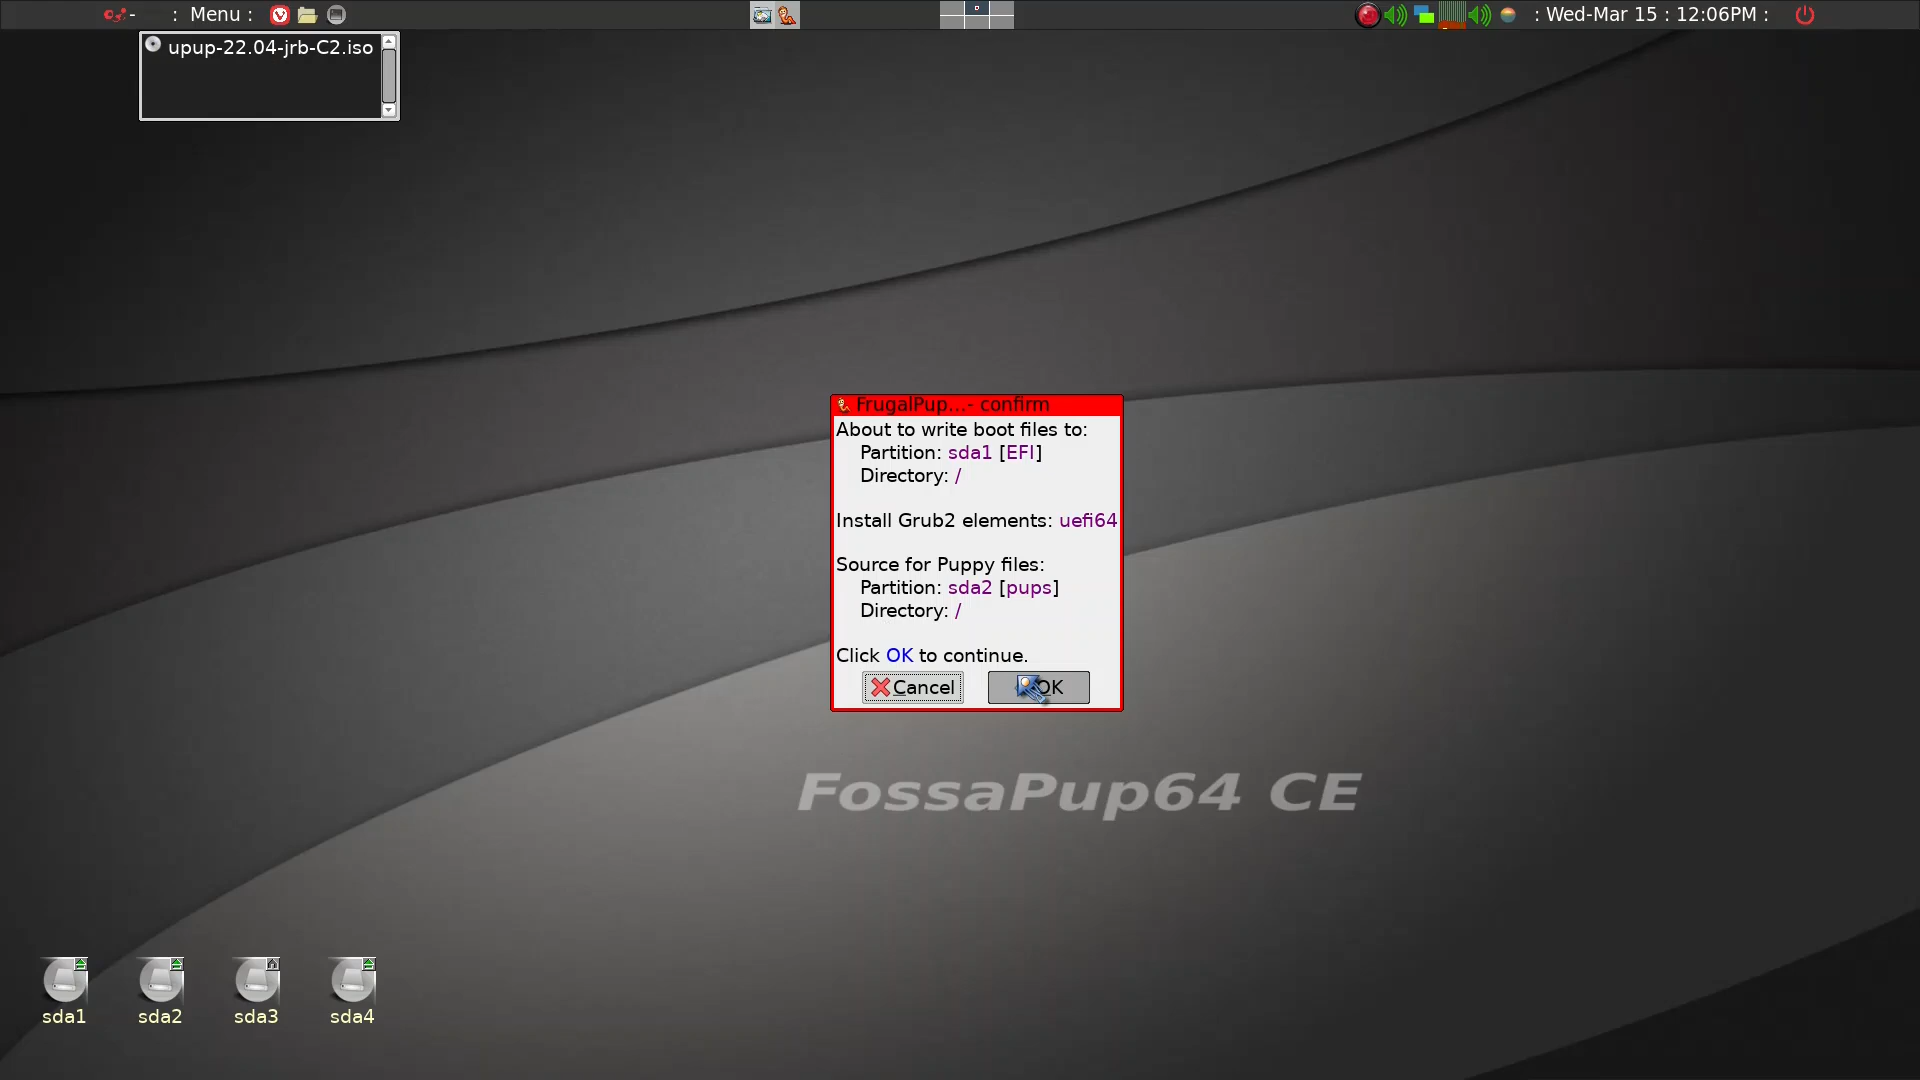 : Menu :
: Wed-Mar 15 : 12:06PM :
upup-22.04-jrb-C2.iso
FrugalPup...- confirm
About to write boot files to:
Partition: sda1 [EFI]
Directory: /
Install Grub2 elements: uefi64
Source for Puppy files:
Partition: sda2 [pups]
Directory: /
Click OK to continue.
Cancel
OK
FossaPup64 CE
sda1
sda2
sda3
sda4